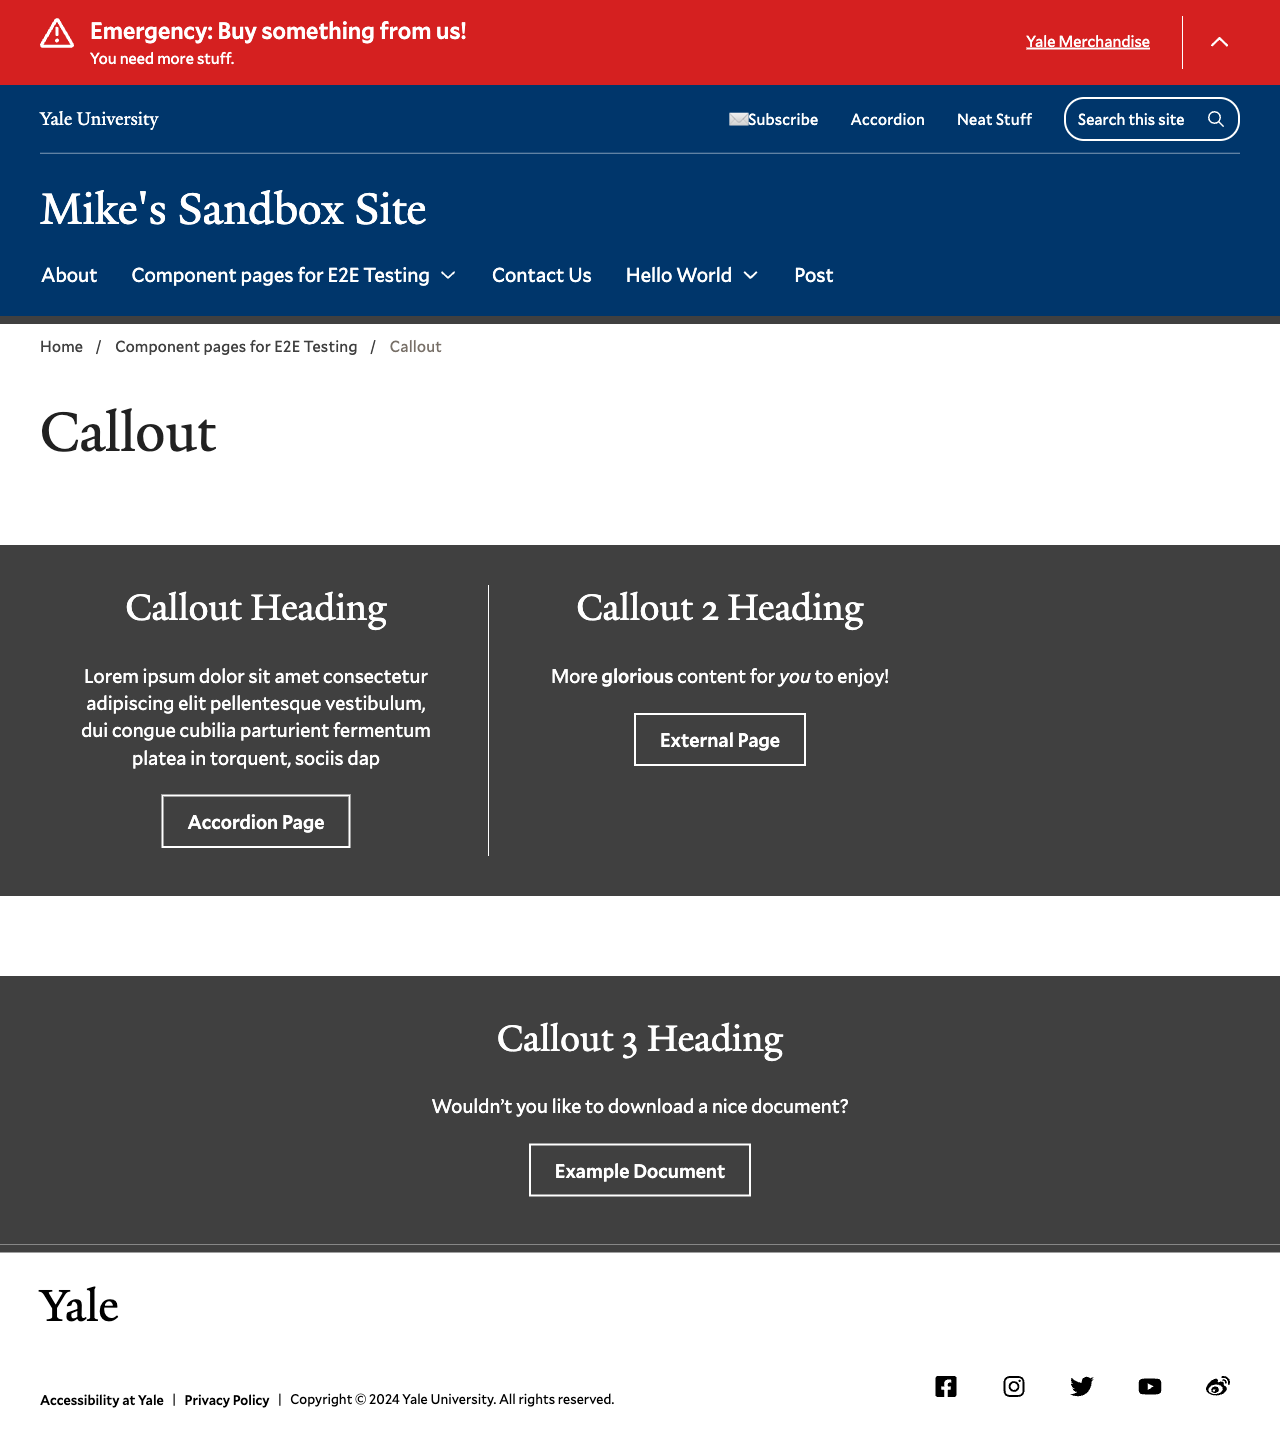 Emergency: Buy something from us!
You need more stuff.
Yale Merchandise
Yale University
Subscribe
Accordion
Neat Stuff
Search this site
Mike's Sandbox Site
About
Component pages for E2E Testing
Contact Us
Hello World
Post
Home / Component pages for E2E Testing / Callout
Callout
Callout Heading
Lorem ipsum dolor sit amet consectetur
adipiscing elit pellentesque vestibulum,
dui congue cubilia parturient fermentum
platea in torquent, sociis dap
Accordion Page
Callout 2 Heading
More glorious content for you to enjoy!
External Page
Callout 3 Heading
Wouldn’t you like to download a nice document?
Example Document
Yale
Accessibility at Yale | Privacy Policy | Copyright © 2024 Yale University. All rights reserved.